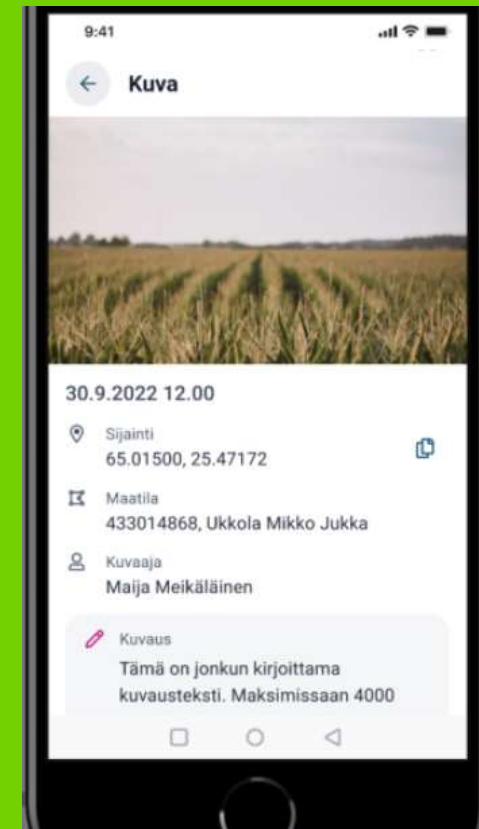 9:41
Kuva
30.9.2022 12.00
Sijainti
65.01500, 25.47172
Maatila
433014868, Ukkola Mikko Jukka
Kuvaaja
Maija Meikäläinen
Kuvaus
Tämä on jonkun kirjoittama
kuvausteksti. Maksimissaan 4000